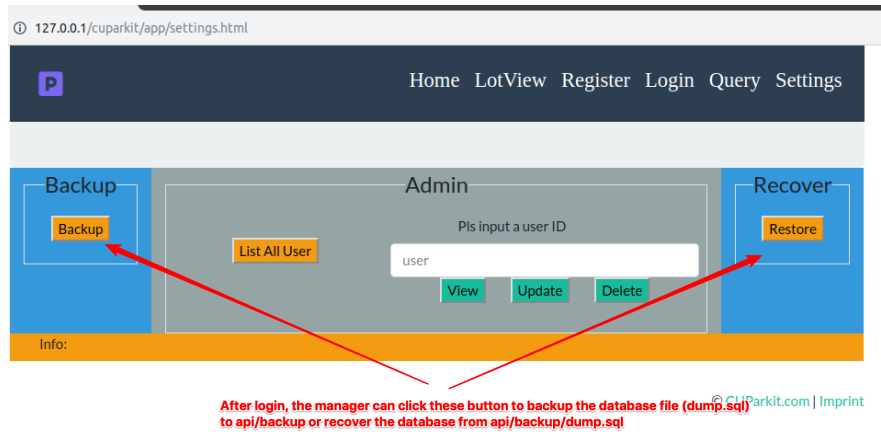 127.0.0.1/cuparkit/app/settings.html
P
Home LotView Register Login Query Settings
Backup
Admin
Recover
Backup
Pls input a user ID
Restore
List All User
user
View Update Delete
Info:
After login, the manager can click these button to backup the database file (dump.sql)
to api/backup or recover the database from api/backup/dump.sql
© CUParkit.com | Imprint